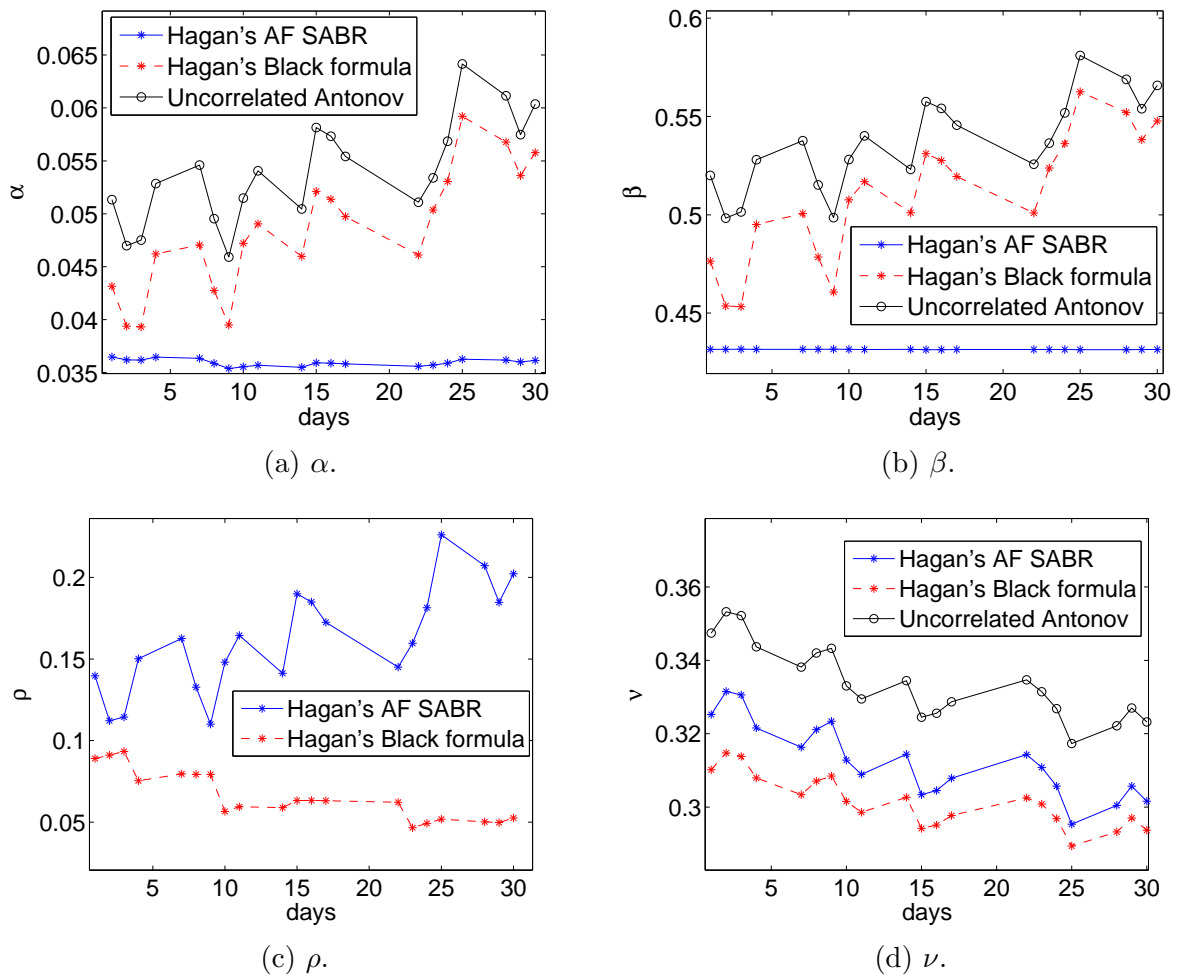 Hagan's AF SABR
Hagan's Black formula
Uncorrelated Antonov
0.065
0.06
0.055
0.05
0.045
0.04
0.035
α
5 10 15 20 25 30
days
(a) α.
0.6
0.55
0.5
0.45
β
Hagan's AF SABR
Hagan's Black formula
Uncorrelated Antonov
5 10 15 20 25 30
days
(b) β.
0.2
0.15
0.1
0.05
ρ
Hagan's AF SABR
Hagan's Black formula
5 10 15 20 25 30
days
(c) ρ.
0.36
0.34
0.32
0.3
ν
Hagan's AF SABR
Hagan's Black formula
Uncorrelated Antonov
5 10 15 20 25 30
days
(d) ν.